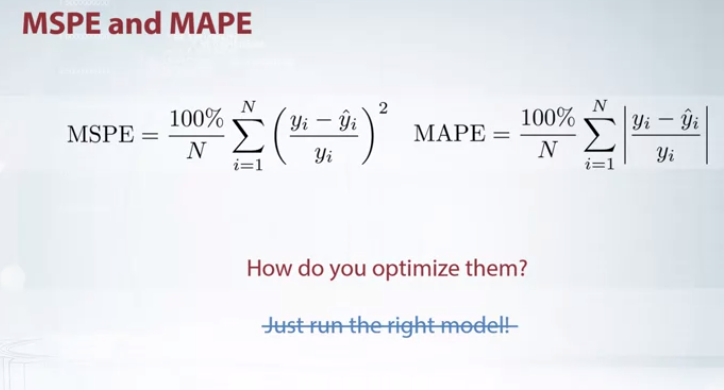 MSPE and MAPE
MSPE = \frac{100\%}{N} \sum_{i=1}^{N} \left( \frac{y_i - \hat{y}_i}{y_i} \right)^2 MAPE = \frac{100\%}{N} \sum_{i=1}^{N} \left| \frac{y_i - \hat{y}_i}{y_i} \right|
How do you optimize them?
Just run the right model!